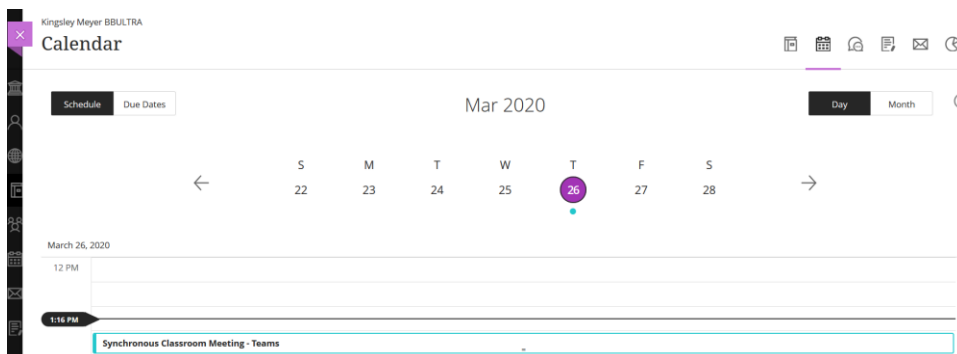 Kingsley Meyer BBULTRA
Calendar
Schedule Due Dates Mar 2020 Day Month
S M T W T F S
22 23 24 25 26 27 28
March 26, 2020
12 PM
1:16 PM
Synchronous Classroom Meeting - Teams